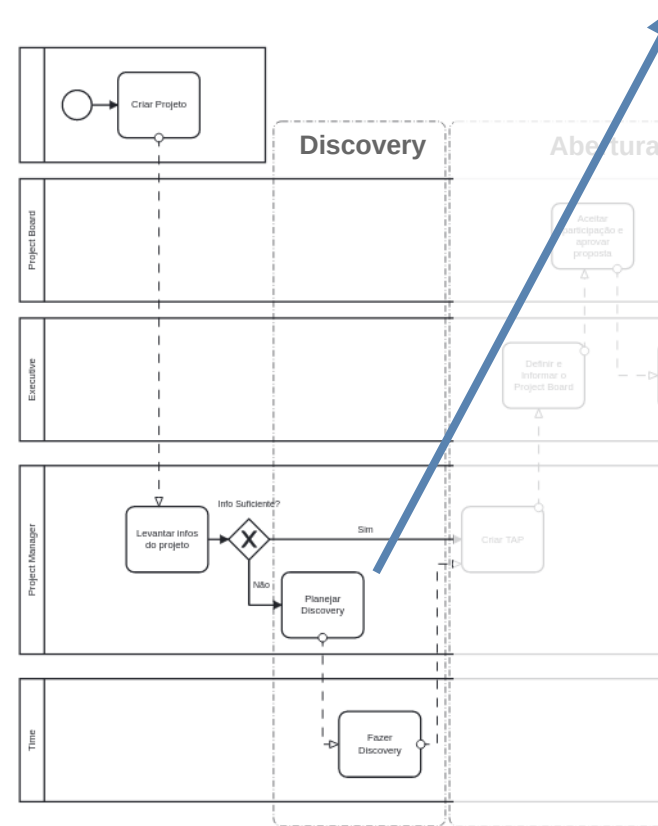 Criar Projeto
Discovery
Abertura
Project Board
Aceitar
participação e
aprovar
proposta
Executive
Definir e
informar o
Project Board
Project Manager
Info Suficiente?
Levantar infos
do projeto
Sim
Criar TAP
Não
Planejar
Discovery
Time
Fazer
Discovery